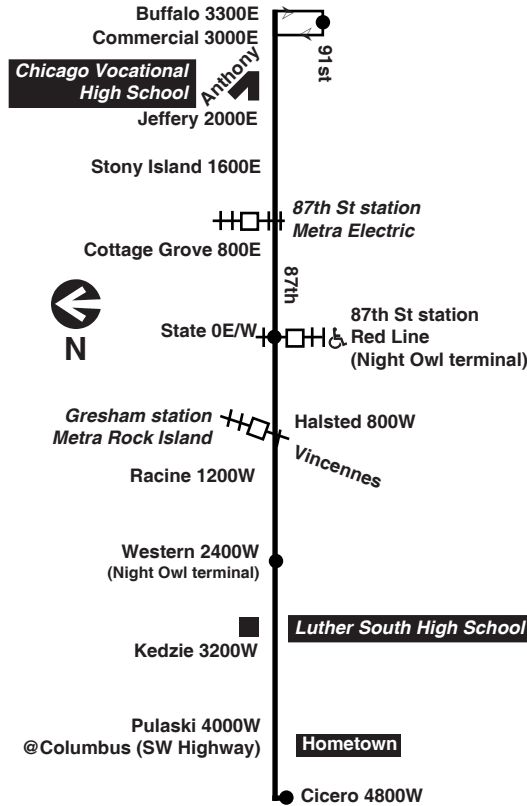 Buffalo 3300E
Commercial 3000E
91st
Chicago Vocational
High School
Anthony
Jeffery 2000E
Stony Island 1600E
87th St station
Metra Electric
Cottage Grove 800E
87th
N
State 0E/W
87th St station
Red Line
(Night Owl terminal)
Gresham station
Metra Rock Island
Halsted 800W
Vincennes
Racine 1200W
Western 2400W
(Night Owl terminal)
Luther South High School
Kedzie 3200W
Pulaski 4000W
@Columbus (SW Highway)
Hometown
Cicero 4800W